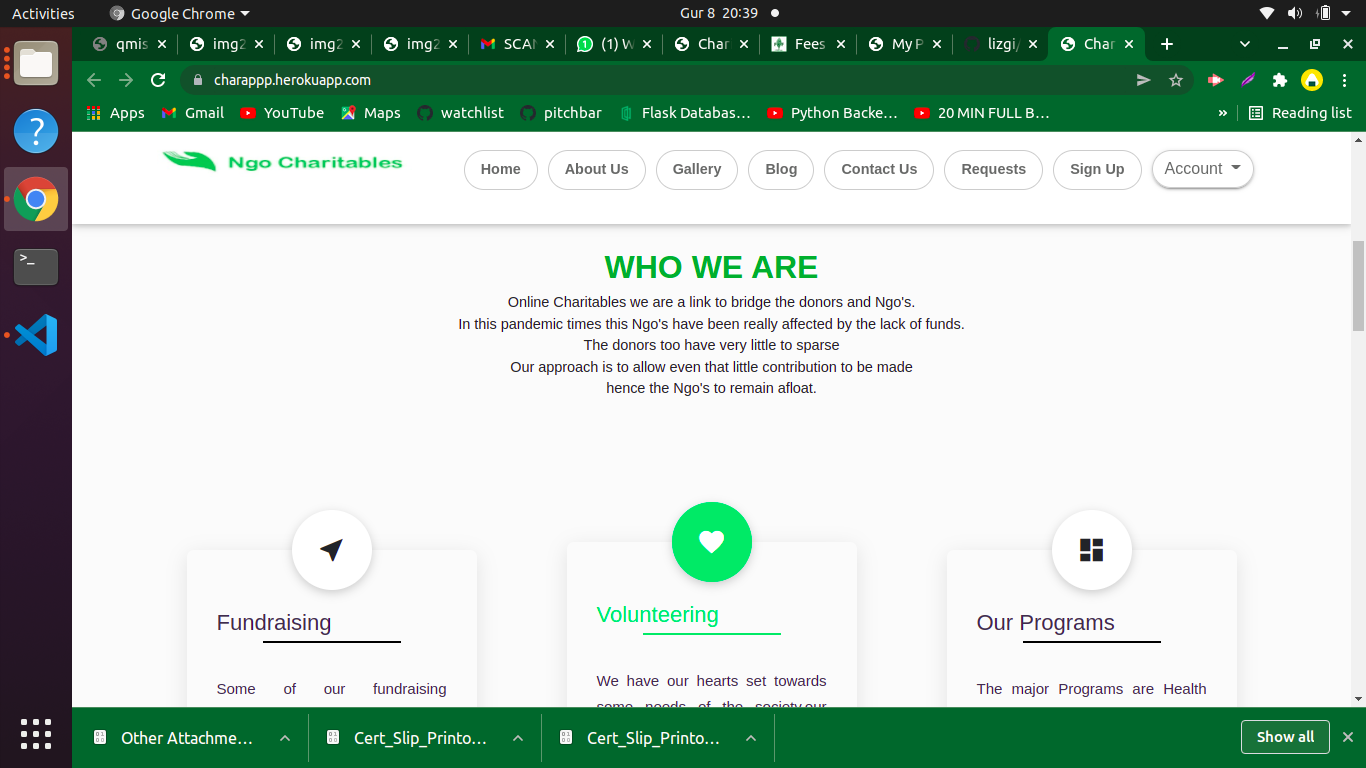 Activities
Google Chrome
Gur 8 20:39
qmis
img2
img2
img2
SCAN
(1) W
Char
Fees
My P
lizgi/
Char
charappp.herokuapp.com
Apps
Gmail
YouTube
Maps
watchlist
pitchbar
Flask Databas…
Python Backe…
20 MIN FULL B…
»
Reading list
Ngo Charitables
Home
About Us
Gallery
Blog
Contact Us
Requests
Sign Up
Account
WHO WE ARE
Online Charitables we are a link to bridge the donors and Ngo's.
In this pandemic times this Ngo's have been really affected by the lack of funds.
The donors too have very little to sparse
Our approach is to allow even that little contribution to be made
hence the Ngo's to remain afloat.
Fundraising
Volunteering
Our Programs
Some of our fundraising
We have our hearts set towards
some needs of the society.our
The major Programs are Health
Other Attachme…
Cert_Slip_Printo…
Cert_Slip_Printo…
Show all